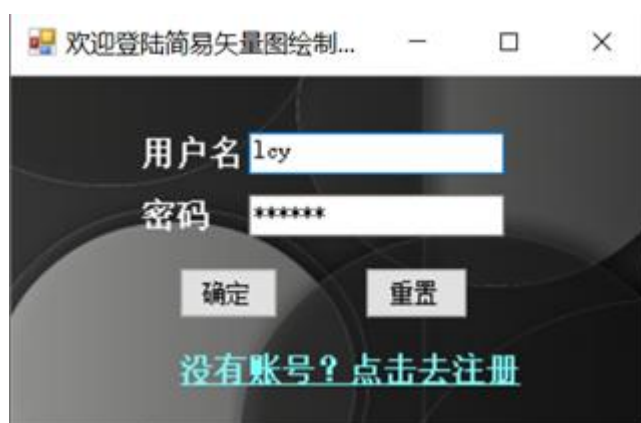 欢迎登陆简易矢量图绘制...
用户名 lcy
密码 ******
确定 重置
没有账号？点击去注册